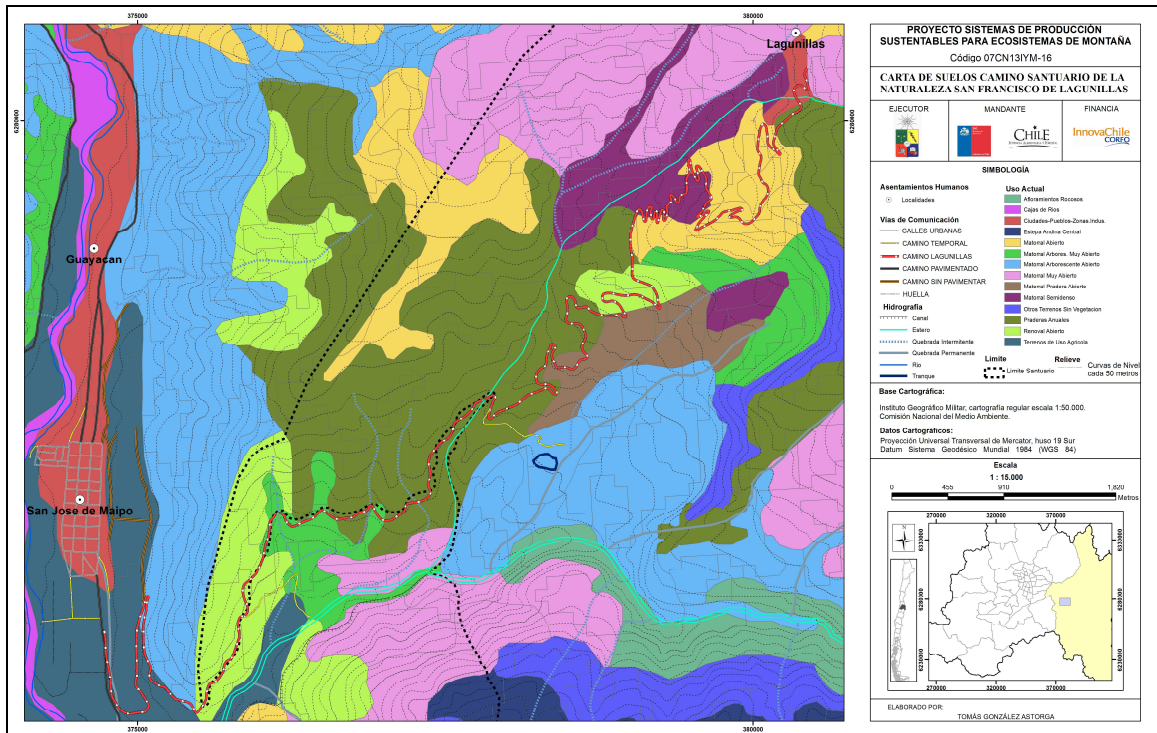 375000
380000
Lagunillas
6280000
6280000
Guayacan
San Jose de Maipo
375000
380000
PROYECTO SISTEMAS DE PRODUCCIÓN
SUSTENTABLES PARA ECOSISTEMAS DE MONTAÑA
Código 07CN13IYM-16
CARTA DE SUELOS CAMINO SANTUARIO DE LA
NATURALEZA SAN FRANCISCO DE LAGUNILLAS
EJECUTOR
MANDANTE
FINANCIA
CHILE
InnovaChile
CORFO
SIMBOLOGÍA
Asentamientos Humanos
Localidades
Vías de Comunicación
CALLES URBANAS
CAMINO TEMPORAL
CAMINO LAGUNILLAS
CAMINO PAVIMENTADO
CAMINO SIN PAVIMENTAR
HUELLA
Hidrografía
Canal
Estero
Quebrada Intermitente
Quebrada Permanente
Rio
Tranque
Uso Actual
Afloramientos Rocosos
Cajas de Rios
Ciudades-Pueblos-Zonas.Indus.
Estepa Andina Central
Matorral Abierto
Matorral Arbores. Muy Abierto
Matorral Arborescente Abierto
Matorral Muy Abierto
Matorral Pradera Abierto
Matorral Semidenso
Otros Terrenos Sin Vegetacion
Praderas Anuales
Renoval Abierto
Terrenos de Uso Agricola
Límite
Limite Santuario
Relieve
Curvas de Nivel
cada 50 metros
Base Cartográfica:
Instituto Geográfico Militar, cartografía regular escala 1:50.000.
Comisión Nacional del Medio Ambiente.
Datos Cartográficos:
Proyección Universal Transversal de Mercator, huso 19 Sur
Datum Sistema Geodésico Mundial 1984 (WGS 84)
Escala
1 : 15.000
0 455 910 1.820
Metros
270000 320000 370000
N
6333000
6333000
6280000
6280000
6230000
6230000
270000 320000 370000
ELABORADO POR:
TOMÁS GONZÁLEZ ASTORGA